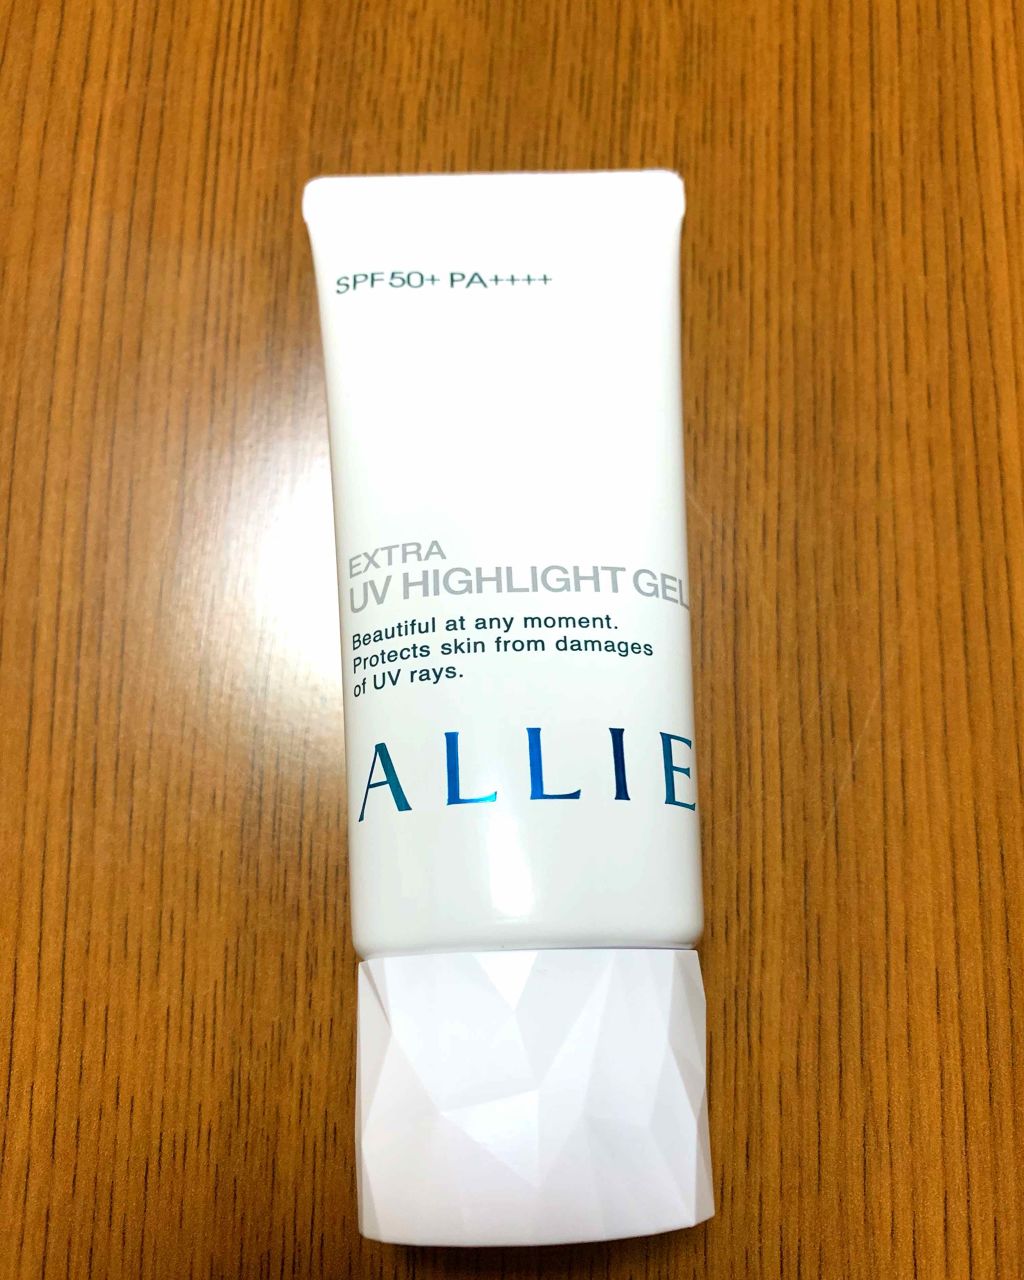 SPF50+ PA++++
EXTRA
UV HIGHLIGHT GEL
Beautiful at any moment.
Protects skin from damages
of UV rays.
ALLIE